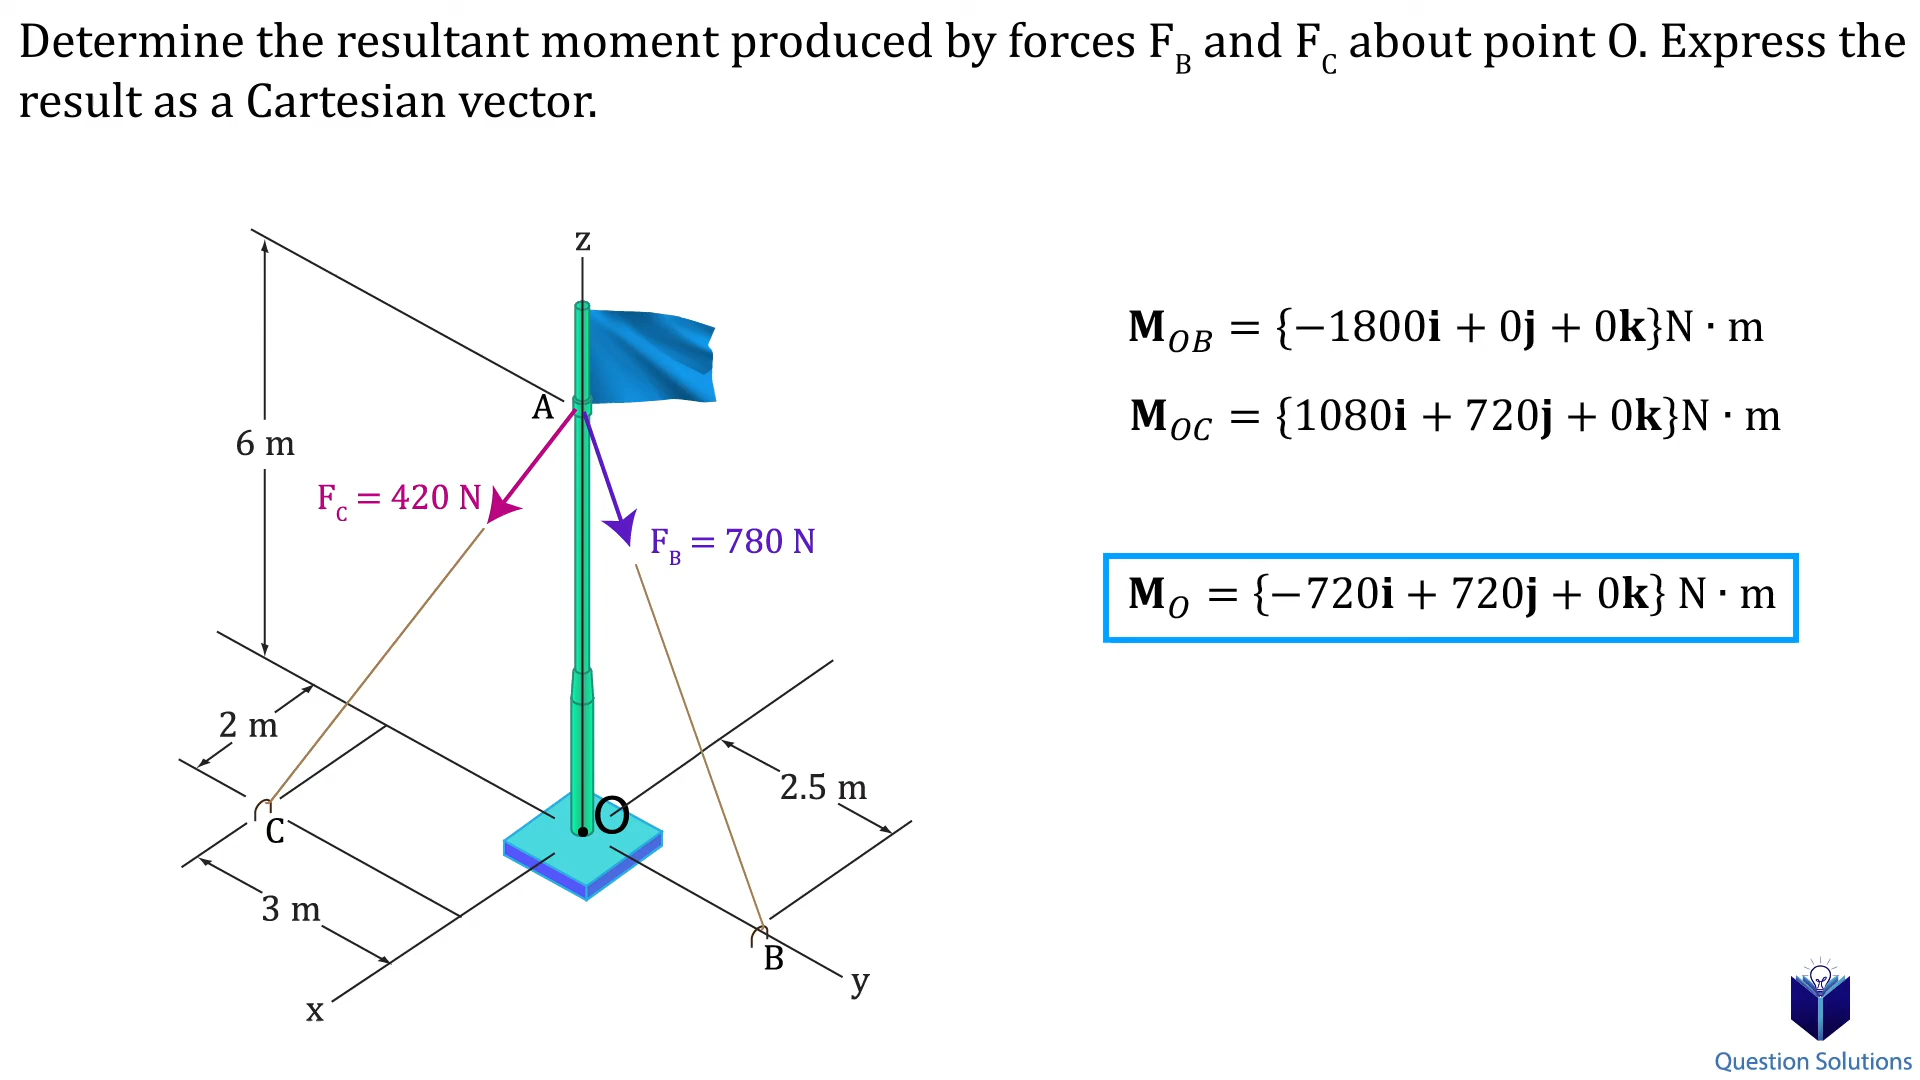 Determine the resultant moment produced by forces F_B and F_C about point O. Express the
result as a Cartesian vector.
z
A
6 m
F_C = 420 N
F_B = 780 N
2 m
2.5 m
O
C
3 m
B
y
x
M_OB = {−1800i + 0j + 0k}N · m
M_OC = {1080i + 720j + 0k}N · m
M_O = {−720i + 720j + 0k} N · m
Question Solutions